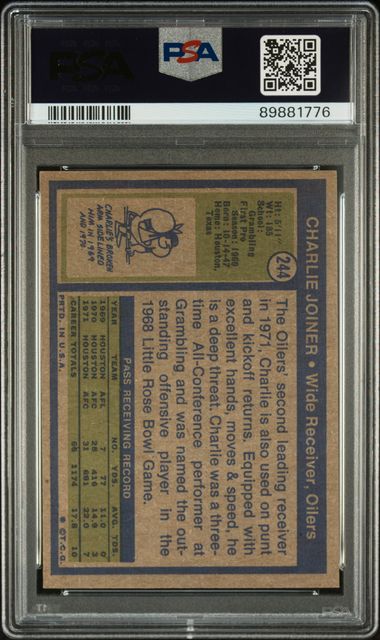 PSA
PSA
89881776
CHARLIE JOINER • Wide Receiver, Oilers
244
Ht: 5'11"
Wt: 185
School:
Grambling
First Pro
Season: 1969
Born: 10-14-47
Home: Houston,
Texas
CHARLIE'S BROKEN
ARM SIDELINED
HIM IN 1969
AND 1970
The Oilers' second leading receiver
in 1971, Charlie is also used on punt
and kickoff returns. Equipped with
excellent hands, moves & speed, he
is a deep threat. Charlie was a three-
time All-Conference performer at
Grambling and was named the out-
standing offensive player in the
1968 Little Rose Bowl Game.
PASS RECEIVING RECORD
YEAR TEAM NO. YDS. AVG. TDS.
1969 HOUSTON AFL 7 77 11.0 0
1970 HOUSTON AFC 28 416 14.9 3
1971 HOUSTON AFC 31 681 22.0 7
CAREER TOTALS 66 1174 17.8 10
PRTD. IN U.S.A.
© T.C.G.